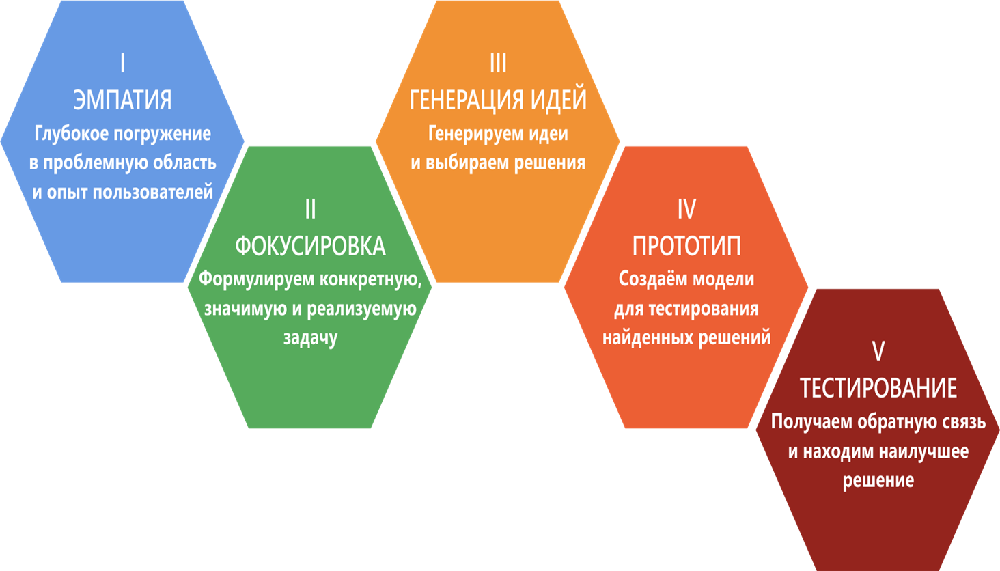 I
ЭМПАТИЯ
Глубокое погружение
в проблемную область
и опыт пользователей
II
ФОКУСИРОВКА
Формулируем конкретную,
значимую и реализуемую
задачу
III
ГЕНЕРАЦИЯ ИДЕЙ
Генерируем идеи
и выбираем решения
IV
ПРОТОТИП
Создаём модели
для тестирования
найденных решений
V
ТЕСТИРОВАНИЕ
Получаем обратную связь
и находим наилучшее
решение